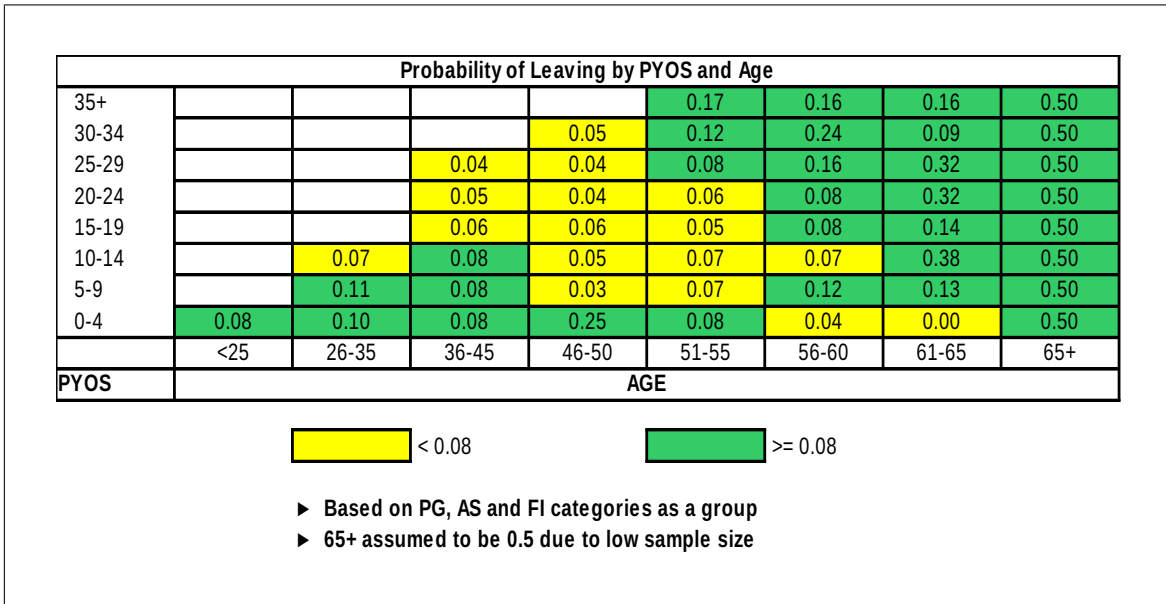 Probability of Leaving by PYOS and Age
35+ 0.17 0.16 0.16 0.50
30-34 0.05 0.12 0.24 0.09 0.50
25-29 0.04 0.04 0.08 0.16 0.32 0.50
20-24 0.05 0.04 0.06 0.08 0.32 0.50
15-19 0.06 0.06 0.05 0.08 0.14 0.50
10-14 0.07 0.08 0.05 0.07 0.07 0.38 0.50
5-9 0.11 0.08 0.03 0.07 0.12 0.13 0.50
0-4 0.08 0.10 0.08 0.25 0.08 0.04 0.00 0.50
<25 26-35 36-45 46-50 51-55 56-60 61-65 65+
PYOS AGE
< 0.08 >= 0.08
► Based on PG, AS and FI categories as a group
► 65+ assumed to be 0.5 due to low sample size